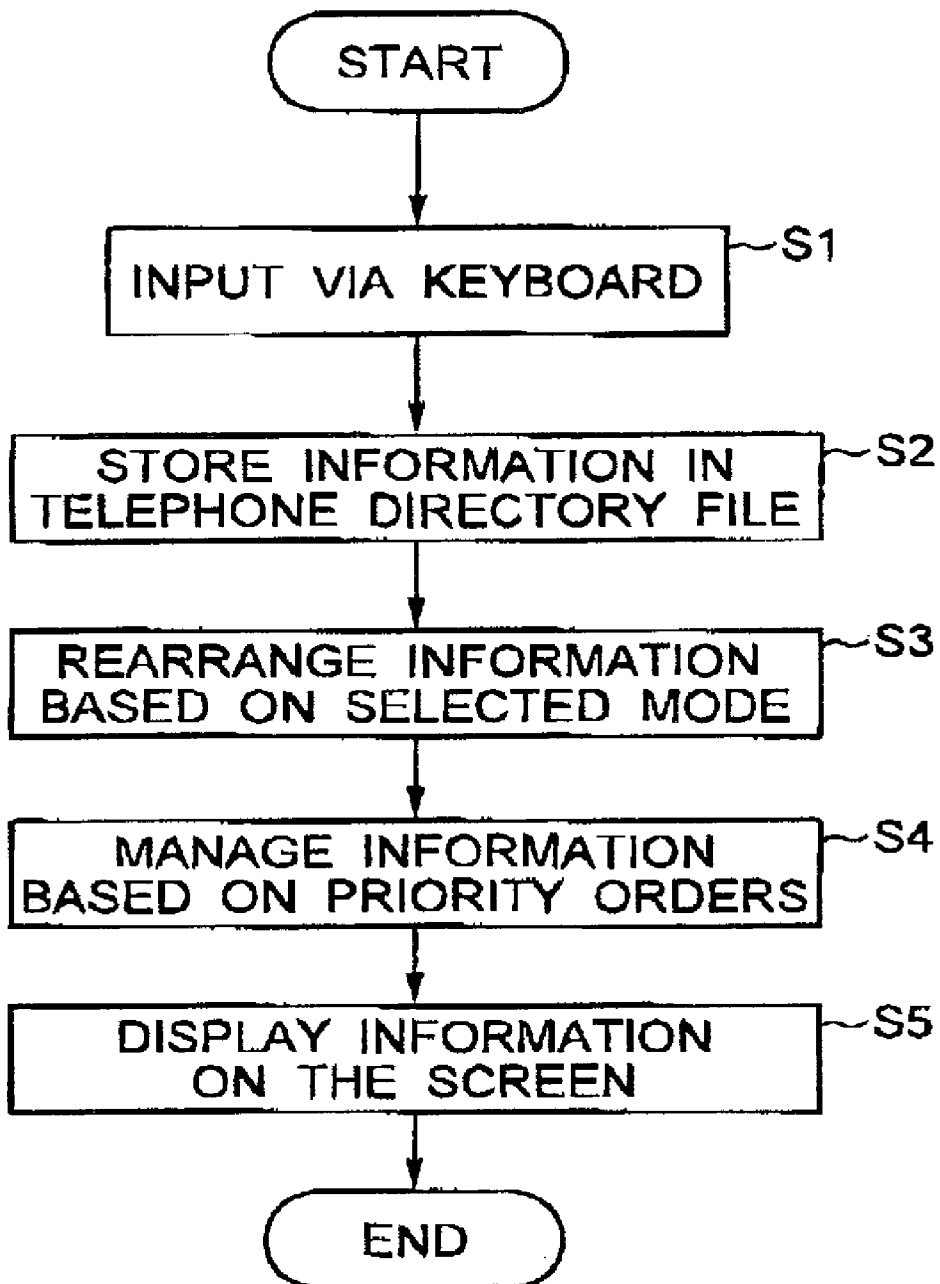 START
INPUT VIA KEYBOARD
S1
STORE INFORMATION IN
TELEPHONE DIRECTORY FILE
S2
REARRANGE INFORMATION
BASED ON SELECTED MODE
S3
MANAGE INFORMATION
BASED ON PRIORITY ORDERS
S4
DISPLAY INFORMATION
ON THE SCREEN
S5
END